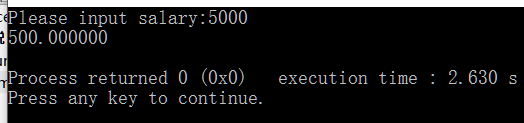 Please input salary:5000
500.000000
Process returned 0 (0x0)   execution time : 2.630 s
Press any key to continue.